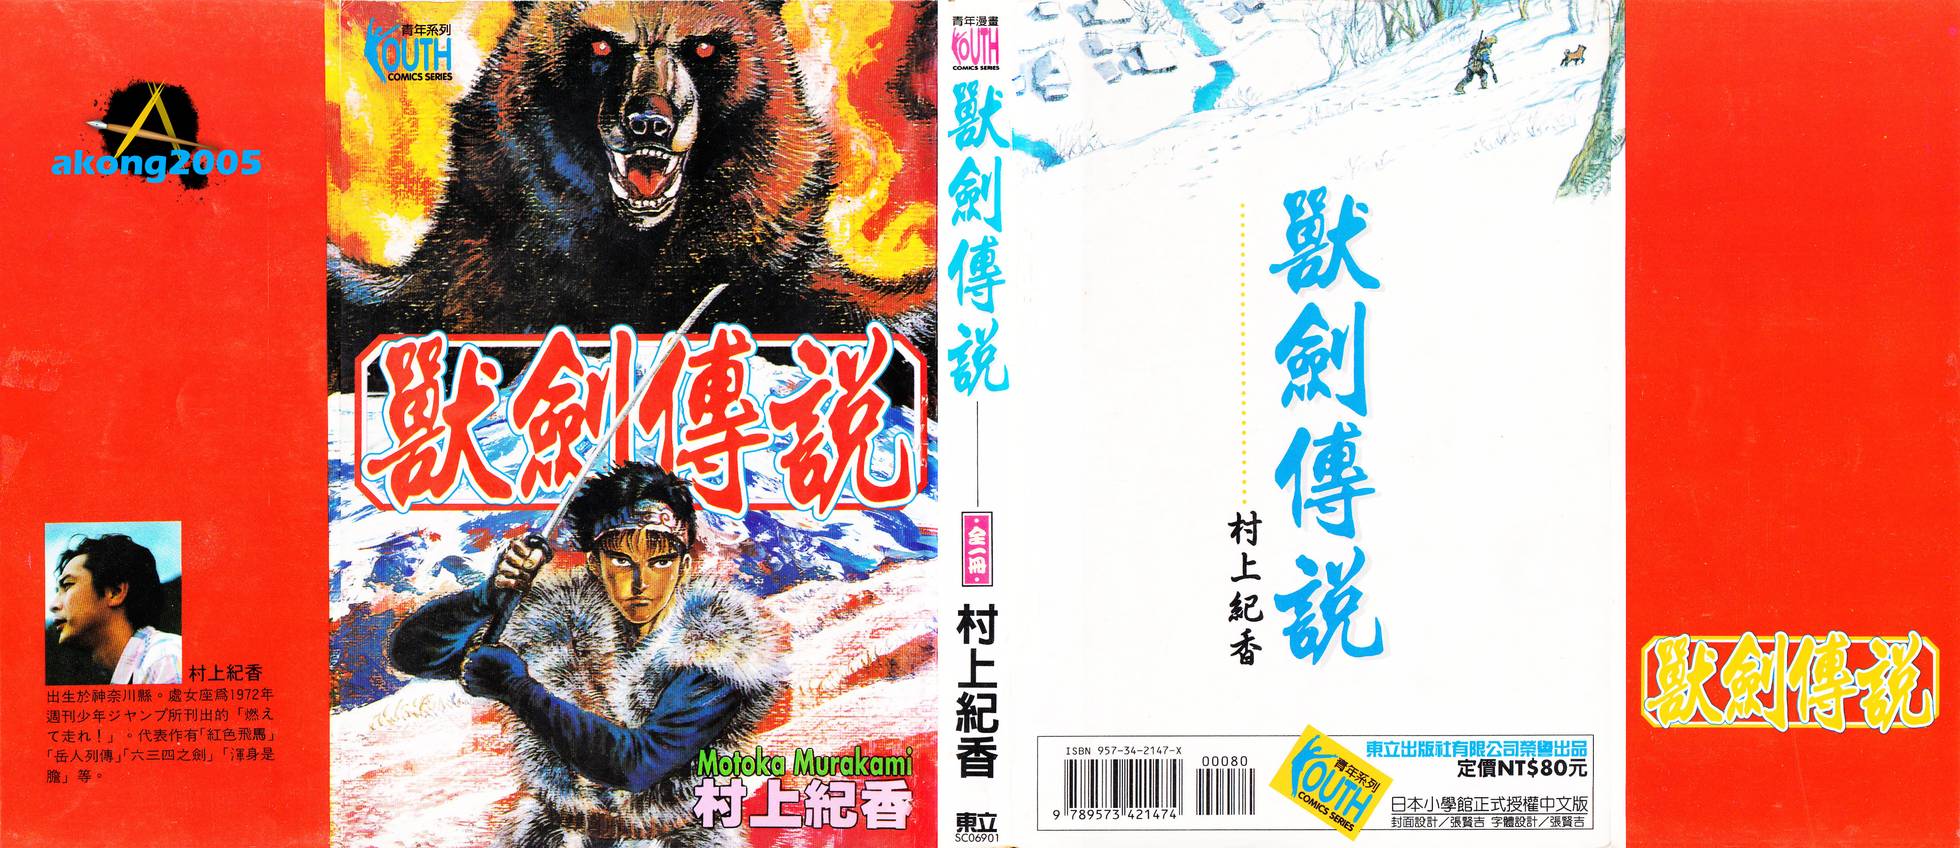 akong2005
村上紀香
出生於神奈川縣。處女座爲1972年
週刊少年ジャンプ所刊出的「燃え
て走れ！」。代表作有「紅色飛馬」
「岳人列傳」「六三四之劍」「渾身是
膽」等。
青年系列
YOUTH
COMICS SERIES
獸劍傳説
Motoka Murakami
村上紀香
青年漫畫
YOUTH
COMICS SERIES
獸劍傳説
全一冊
村上紀香
東立
SC06901
獸劍傳説
村上紀香
ISBN 957-34-2147-X
00080
9 789573 421474
青年系列
YOUTH
COMICS SERIES
東立出版社有限公司榮譽出品
定價NT$80元
日本小學館正式授權中文版
封面設計／張賢吉 字體設計／張賢吉
獸劍傳説